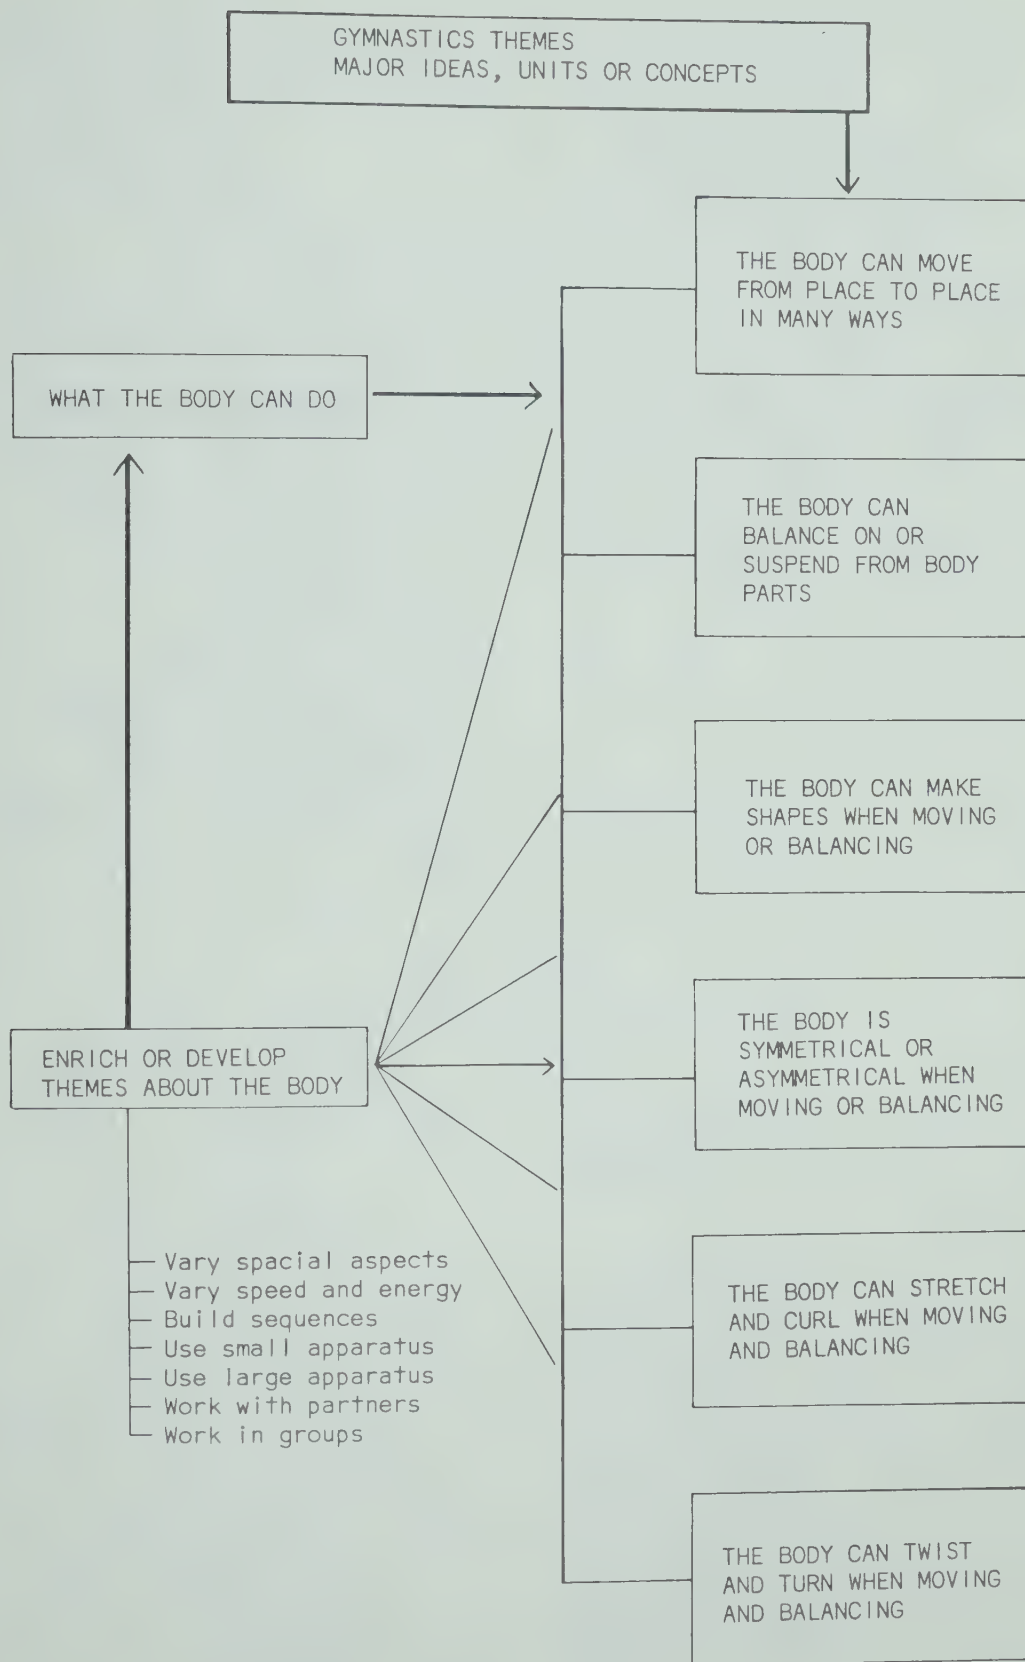 GYMNASTICS THEMES
MAJOR IDEAS, UNITS OR CONCEPTS
THE BODY CAN MOVE
FROM PLACE TO PLACE
IN MANY WAYS
WHAT THE BODY CAN DO
THE BODY CAN
BALANCE ON OR
SUSPEND FROM BODY
PARTS
THE BODY CAN MAKE
SHAPES WHEN MOVING
OR BALANCING
THE BODY IS
SYMMETRICAL OR
ASYMMETRICAL WHEN
MOVING OR BALANCING
ENRICH OR DEVELOP
THEMES ABOUT THE BODY
Vary spacial aspects
Vary speed and energy
Build sequences
Use small apparatus
Use large apparatus
Work with partners
Work in groups
THE BODY CAN STRETCH
AND CURL WHEN MOVING
AND BALANCING
THE BODY CAN TWIST
AND TURN WHEN MOVING
AND BALANCING